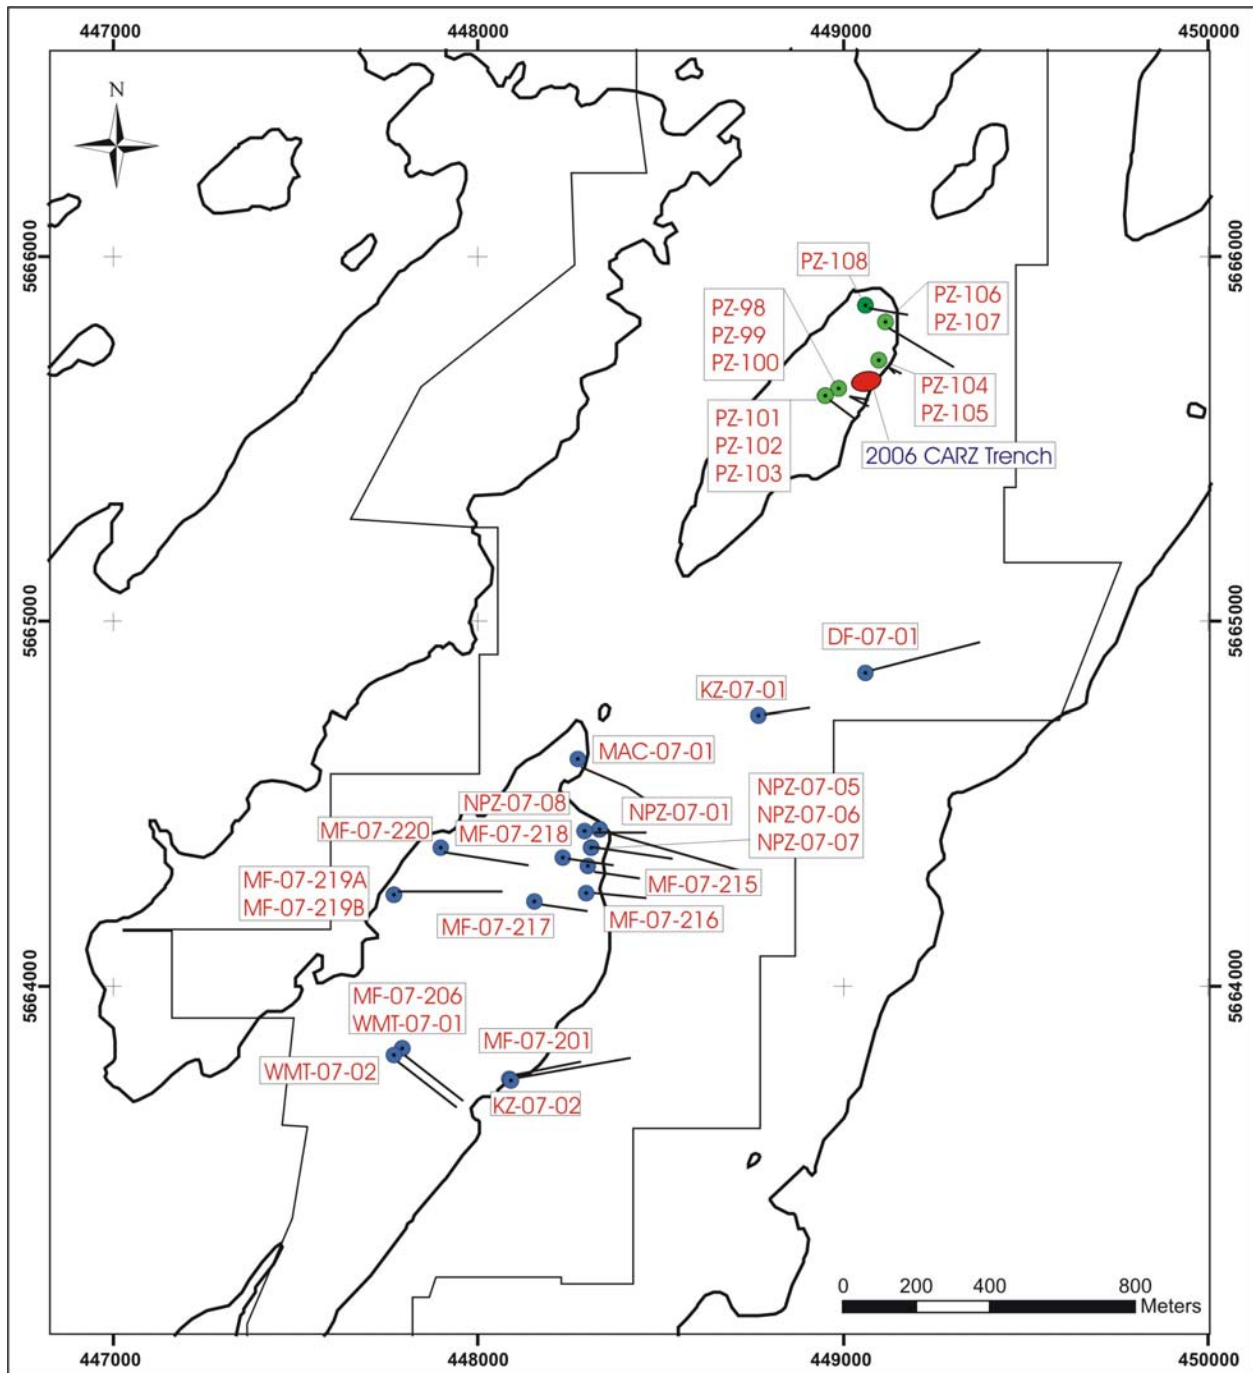 447000
448000
449000
450000
N
5666000
5666000
PZ-108
PZ-106
PZ-107
PZ-98
PZ-99
PZ-100
PZ-104
PZ-105
PZ-101
PZ-102
PZ-103
2006 CARZ Trench
5665000
5665000
DF-07-01
KZ-07-01
MAC-07-01
NPZ-07-05
NPZ-07-06
NPZ-07-07
NPZ-07-08
NPZ-07-01
MF-07-220
MF-07-218
MF-07-219A
MF-07-219B
MF-07-215
MF-07-217
MF-07-216
5664000
5664000
MF-07-206
WMT-07-01
MF-07-201
WMT-07-02
KZ-07-02
0 200 400 800
Meters
447000
448000
449000
450000